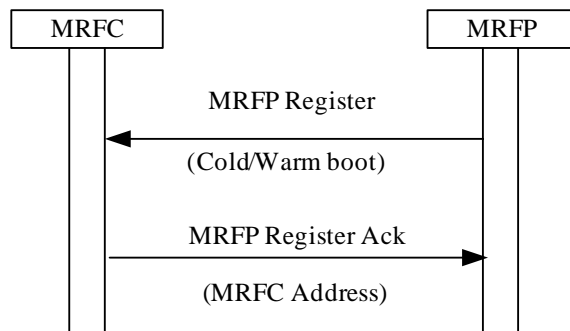 MRFC
MRFP
MRFP Register
(Cold/Warm boot)
MRFP Register Ack
(MRFC Address)